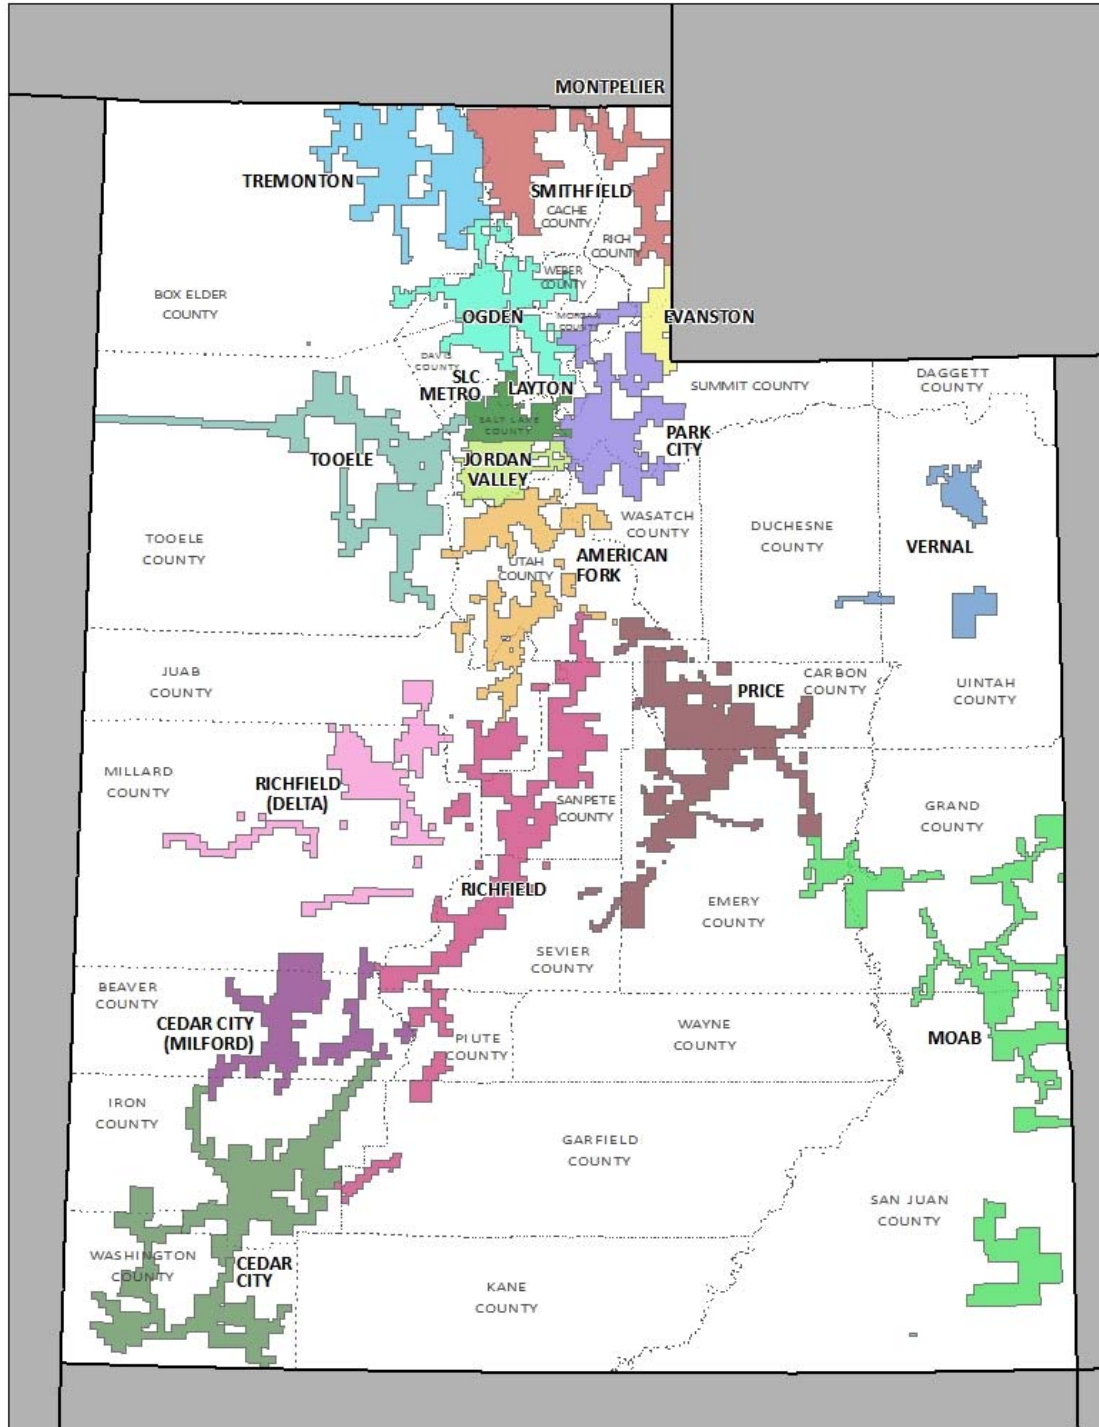 MONTPELIER
TREMONTON
SMITHFIELD
CACHE
COUNTY
RICH
COUNTY
WEBER
COUNTY
BOX ELDER
COUNTY
OGDEN
MORGAN
COUNTY
EVANSTON
DAVIS
COUNTY
SLC
METRO
LAYTON
SUMMIT COUNTY
DAGGETT
COUNTY
SALT LAKE
COUNTY
PARK
CITY
TOOELE
JORDAN
VALLEY
WASATCH
COUNTY
DUCHESNE
COUNTY
VERNAL
TOOELE
COUNTY
UTAH
COUNTY
AMERICAN
FORK
JUAB
COUNTY
PRICE
CARBON
COUNTY
UINTAH
COUNTY
MILLARD
COUNTY
RICHFIELD
(DELTA)
SANPETE
COUNTY
GRAND
COUNTY
RICHFIELD
EMERY
COUNTY
SEVIER
COUNTY
BEAVER
COUNTY
CEDAR CITY
(MILFORD)
PIUTE
COUNTY
WAYNE
COUNTY
MOAB
IRON
COUNTY
GARFIELD
COUNTY
SAN JUAN
COUNTY
WASHINGTON
COUNTY
CEDAR
CITY
KANE
COUNTY